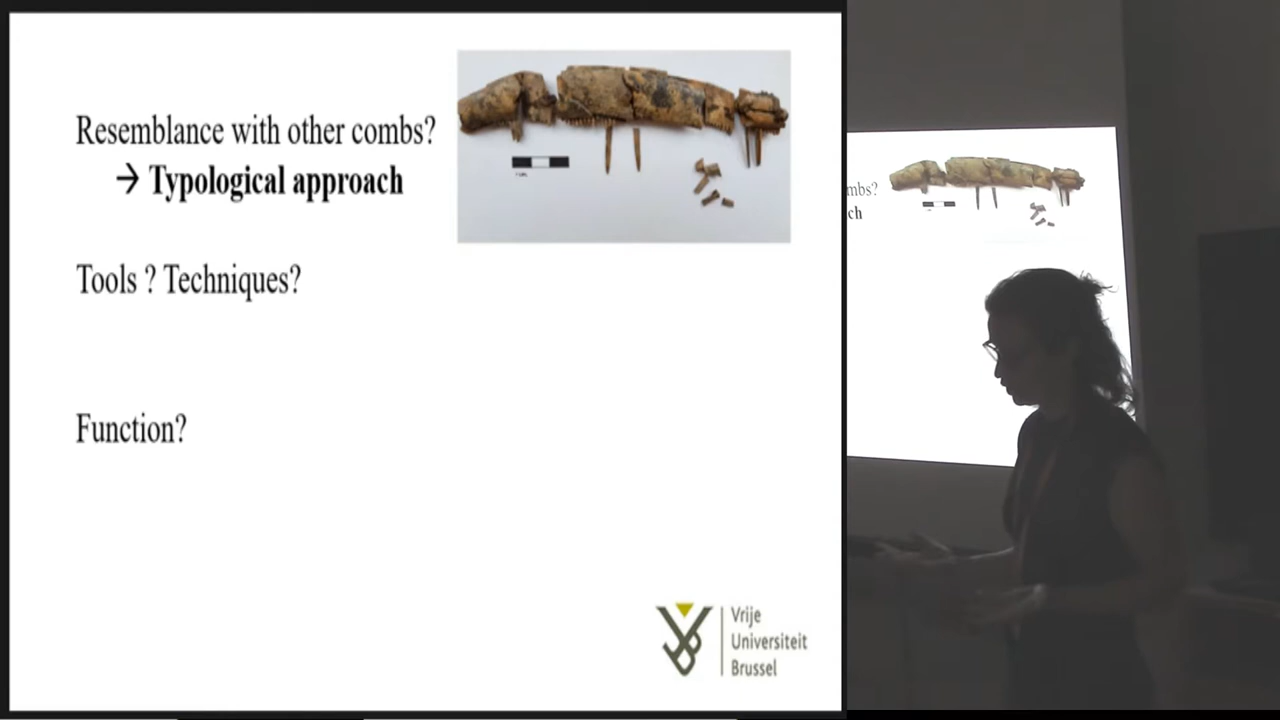 Resemblance with other combs?
→ Typological approach
Tools ? Techniques?
Function?
Vrije
Universiteit
Brussel
mbs?
ch